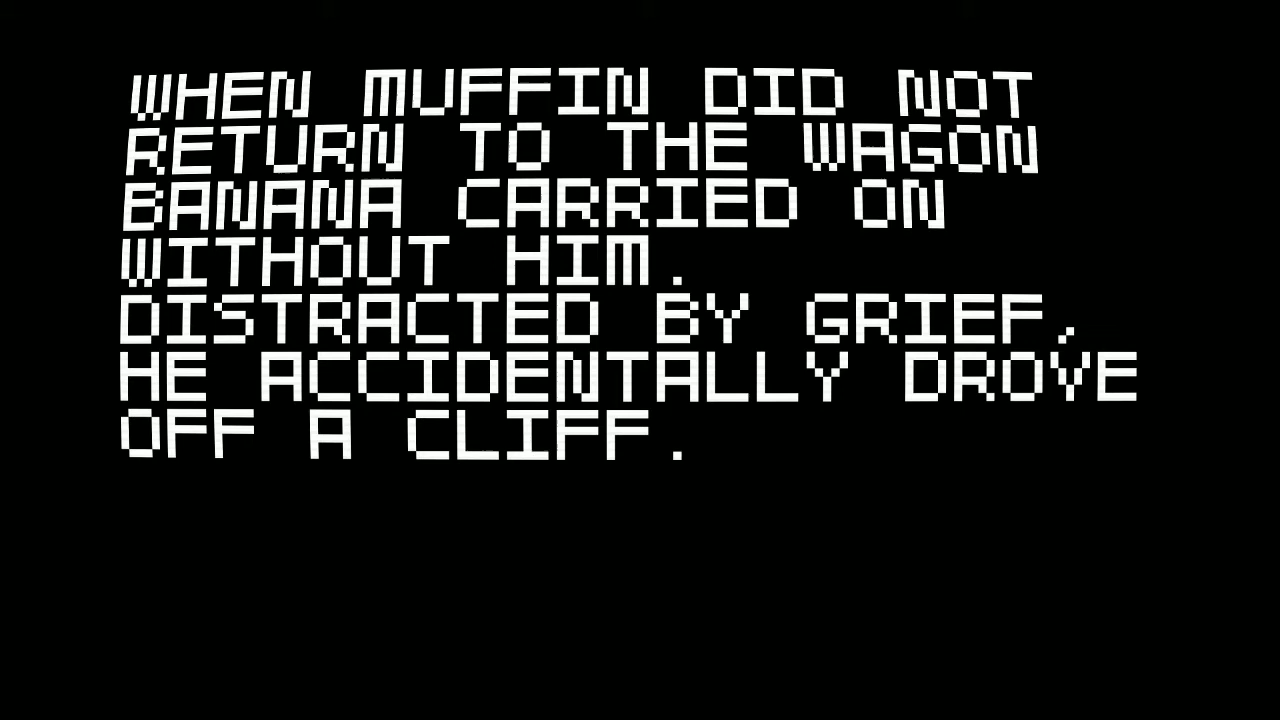 WHEN MUFFIN DID NOT
RETURN TO THE WAGON
BANANA CARRIED ON
WITHOUT HIM.
DISTRACTED BY GRIEF,
HE ACCIDENTALLY DROVE
OFF A CLIFF.